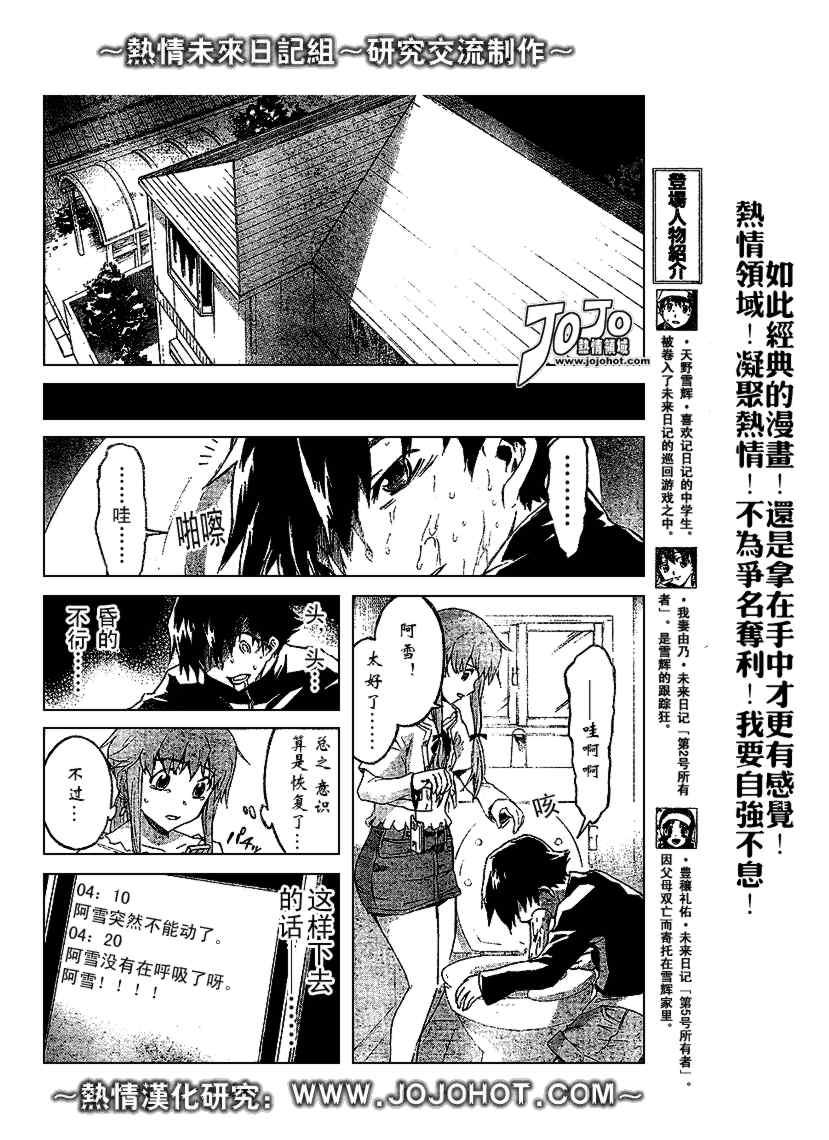 ～熱情未來日記組～研究交流制作～
JOJO
熱情領域
www.jojohot.com
登場人物紹介
・天野雪辉・喜欢记日记的中学生。
被卷入了未来日记的巡回游戏之中。
・我妻由乃・未来日记「第2号所有
者」。是雪辉的跟踪狂。
・豊穰礼佑・未来日记「第5号所有者」。
因父母双亡而寄托在雪辉家里。
如此經典的漫畫！還是拿在手中才更有感覺！
熱情領域！凝聚熱情！不為爭名奪利！我要自強不息！
啪嚓
……哇……
——哇啊啊
阿雪！
太好了……
咳
头、头…
昏的
不行……
总之 意识
算是恢复了…
不过…
这样下去
的话………
04：10
阿雪突然不能动了。
04：20
阿雪没有在呼吸了呀。
阿雪！！！！
～熱情漢化研究：WWW.JOJOHOT.COM～